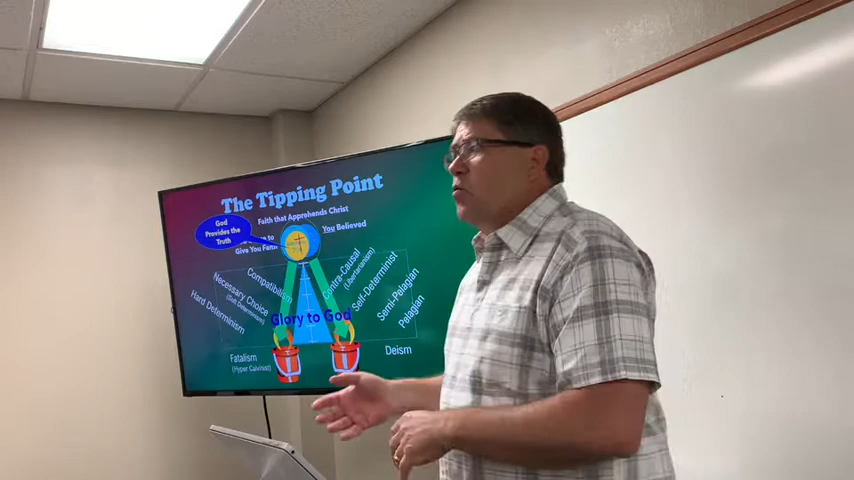 The Tipping Point
God
Provides the
Truth
Faith that Apprehends Christ
to
Give You Faith
You Believed
Compatibilism
Necessary Choice
(Soft Determinism)
Hard Determinism
Contra-Causal
(Libertarianism)
Self-Determinist
Semi-Pelagian
Pelagian
Glory to God
Fatalism
(Hyper Calvinist)
Deism